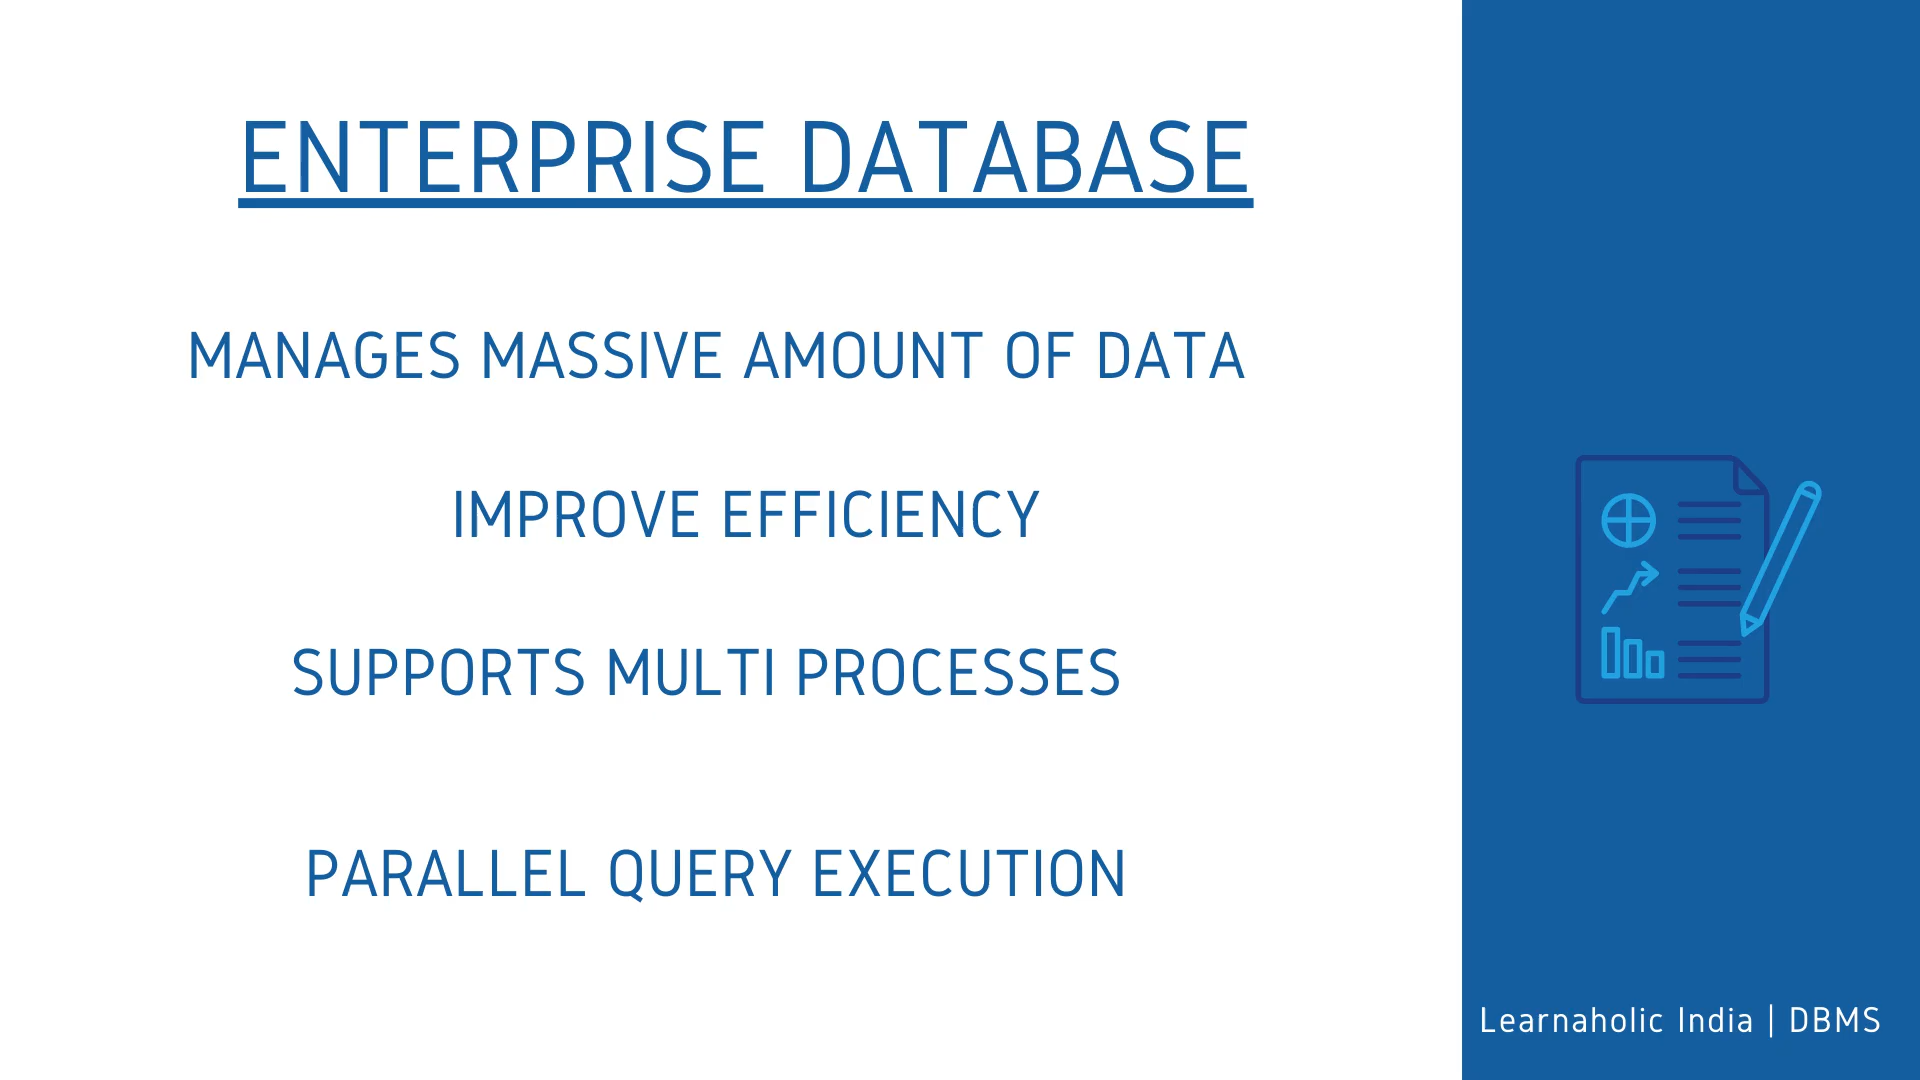 ENTERPRISE DATABASE
MANAGES MASSIVE AMOUNT OF DATA
IMPROVE EFFICIENCY
SUPPORTS MULTI PROCESSES
PARALLEL QUERY EXECUTION
Learnaholic India | DBMS